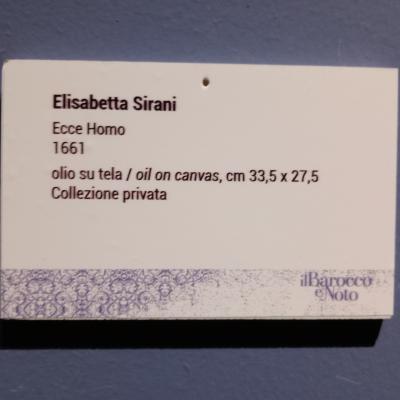 Elisabetta Sirani
Ecce Homo
1661
olio su tela / oil on canvas, cm 33,5 x 27,5
Collezione privata
ilBarocco
eNoto